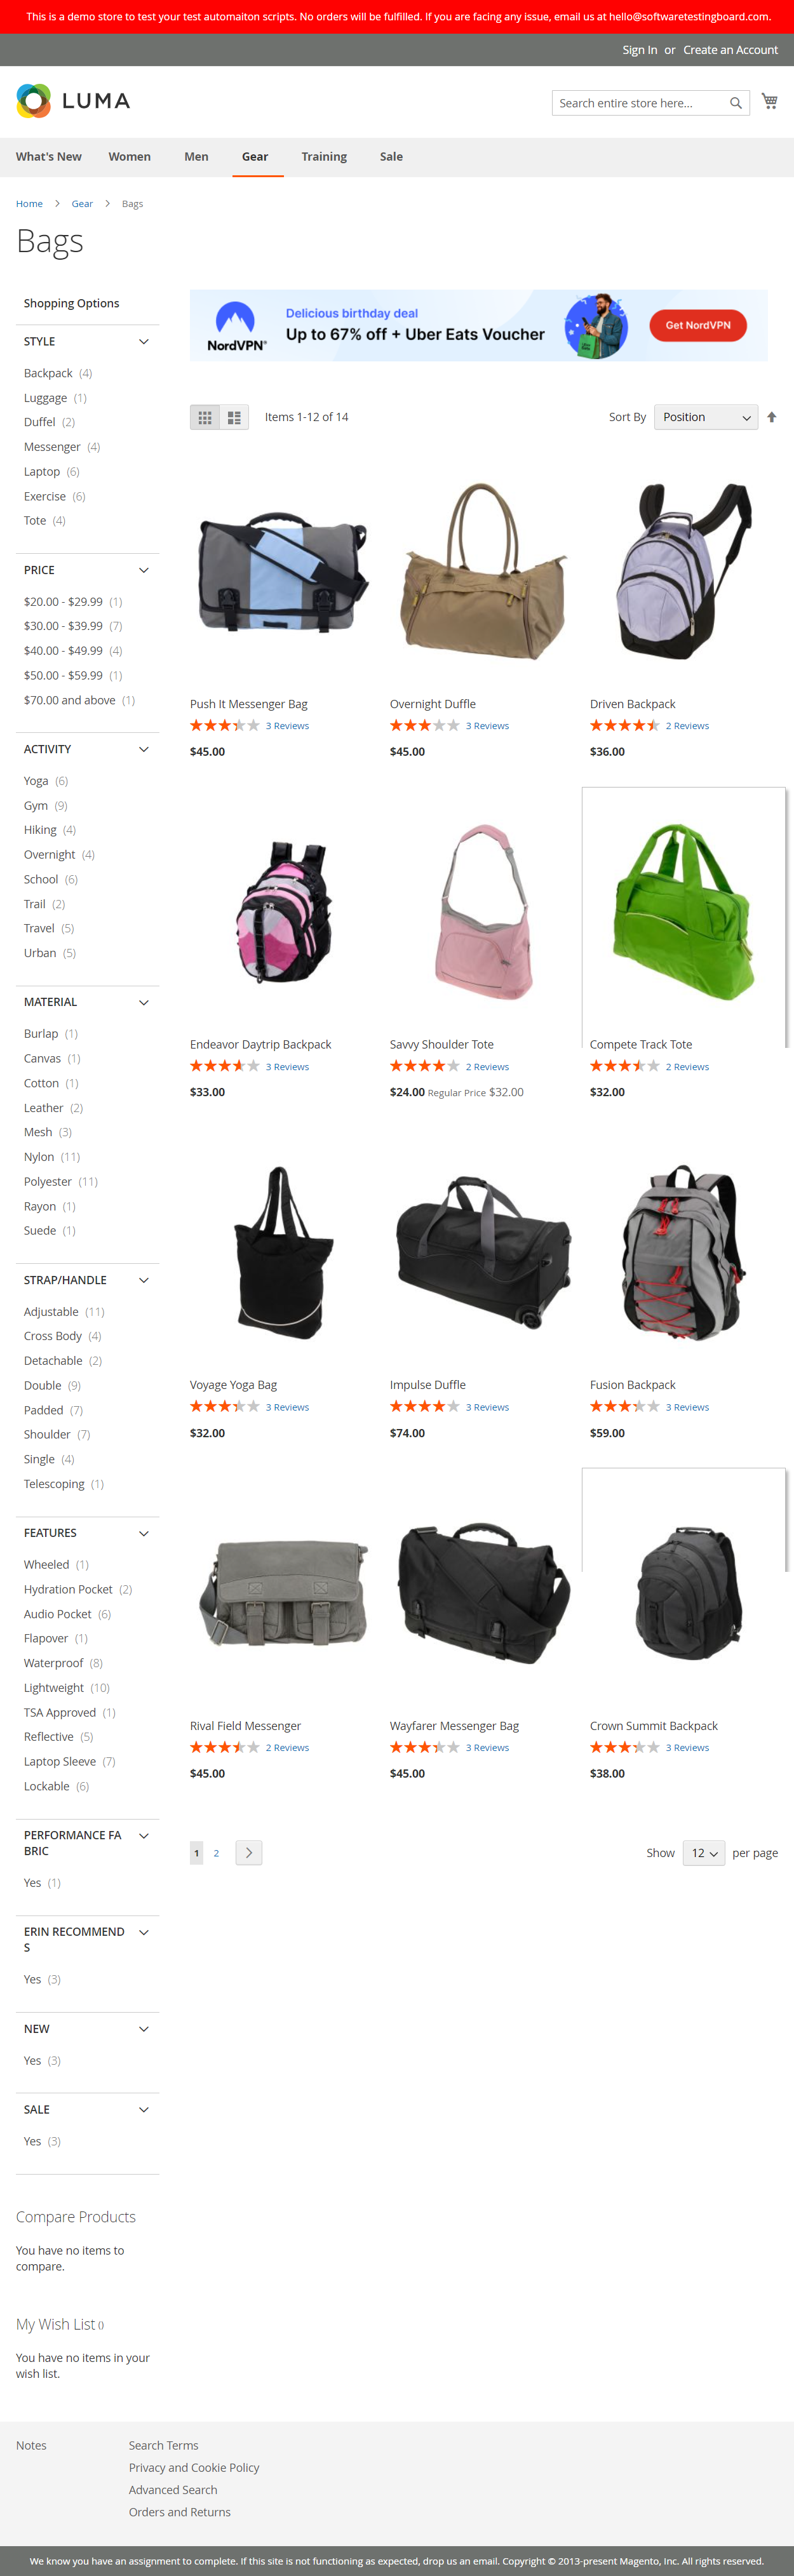 This is a demo store to test your test automaiton scripts. No orders will be fulfilled. If you are facing any issue, email us at hello@softwaretestingboard.com.
Sign In or Create an Account
LUMA
Search entire store here...
What's New Women Men Gear Training Sale
Home > Gear > Bags
Bags
Shopping Options
STYLE
Backpack (4)
Luggage (1)
Duffel (2)
Messenger (4)
Laptop (6)
Exercise (6)
Tote (4)
PRICE
$20.00 - $29.99 (1)
$30.00 - $39.99 (7)
$40.00 - $49.99 (4)
$50.00 - $59.99 (1)
$70.00 and above (1)
ACTIVITY
Yoga (6)
Gym (9)
Hiking (4)
Overnight (4)
School (6)
Trail (2)
Travel (5)
Urban (5)
MATERIAL
Burlap (1)
Canvas (1)
Cotton (1)
Leather (2)
Mesh (3)
Nylon (11)
Polyester (11)
Rayon (1)
Suede (1)
STRAP/HANDLE
Adjustable (11)
Cross Body (4)
Detachable (2)
Double (9)
Padded (7)
Shoulder (7)
Single (4)
Telescoping (1)
FEATURES
Wheeled (1)
Hydration Pocket (2)
Audio Pocket (6)
Flapover (1)
Waterproof (8)
Lightweight (10)
TSA Approved (1)
Reflective (5)
Laptop Sleeve (7)
Lockable (6)
PERFORMANCE FA
BRIC
Yes (1)
ERIN RECOMMEND
S
Yes (3)
NEW
Yes (3)
SALE
Yes (3)
Compare Products
You have no items to
compare.
My Wish List ()
You have no items in your
wish list.
NordVPN®
Delicious birthday deal
Up to 67% off + Uber Eats Voucher
Get NordVPN
Items 1-12 of 14
Sort By Position
Push It Messenger Bag
3 Reviews
$45.00
Overnight Duffle
3 Reviews
$45.00
Driven Backpack
2 Reviews
$36.00
Endeavor Daytrip Backpack
3 Reviews
$33.00
Savvy Shoulder Tote
2 Reviews
$24.00 Regular Price $32.00
Compete Track Tote
2 Reviews
$32.00
Voyage Yoga Bag
3 Reviews
$32.00
Impulse Duffle
3 Reviews
$74.00
Fusion Backpack
3 Reviews
$59.00
Rival Field Messenger
2 Reviews
$45.00
Wayfarer Messenger Bag
3 Reviews
$45.00
Crown Summit Backpack
3 Reviews
$38.00
1 2
Show 12 per page
Notes
Search Terms
Privacy and Cookie Policy
Advanced Search
Orders and Returns
We know you have an assignment to complete. If this site is not functioning as expected, drop us an email. Copyright © 2013-present Magento, Inc. All rights reserved.